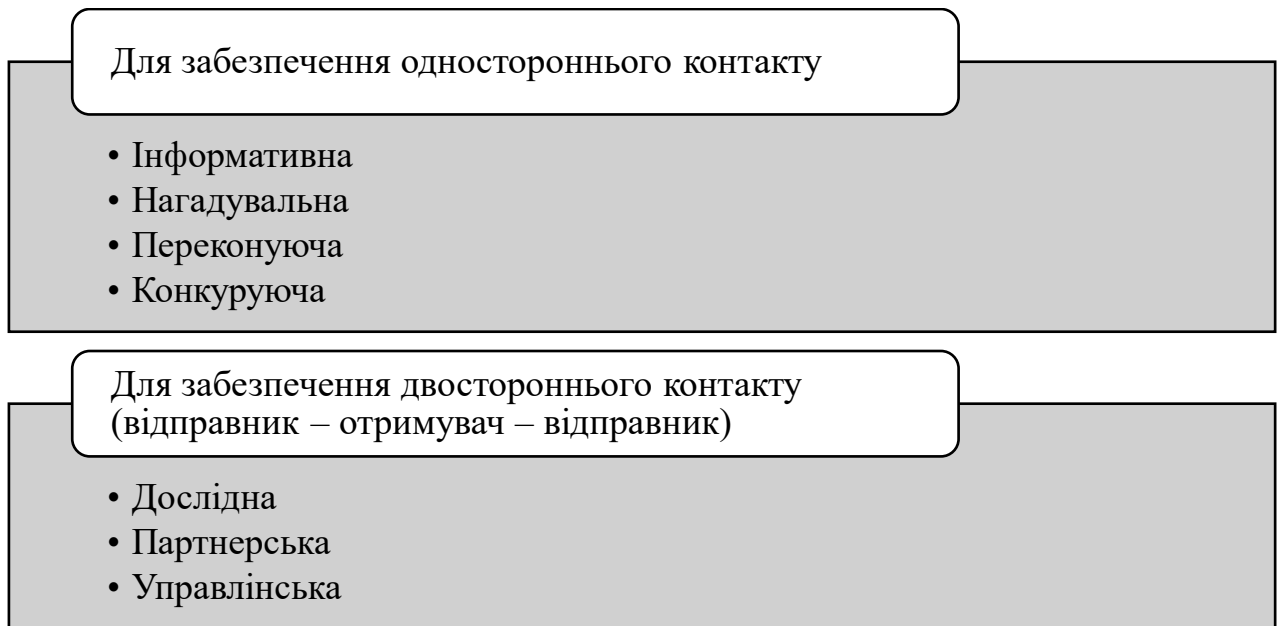 Для забезпечення одностороннього контакту
• Інформативна
• Нагадувальна
• Переконуюча
• Конкуруюча
Для забезпечення двостороннього контакту
(відправник – отримувач – відправник)
• Дослідна
• Партнерська
• Управлінська